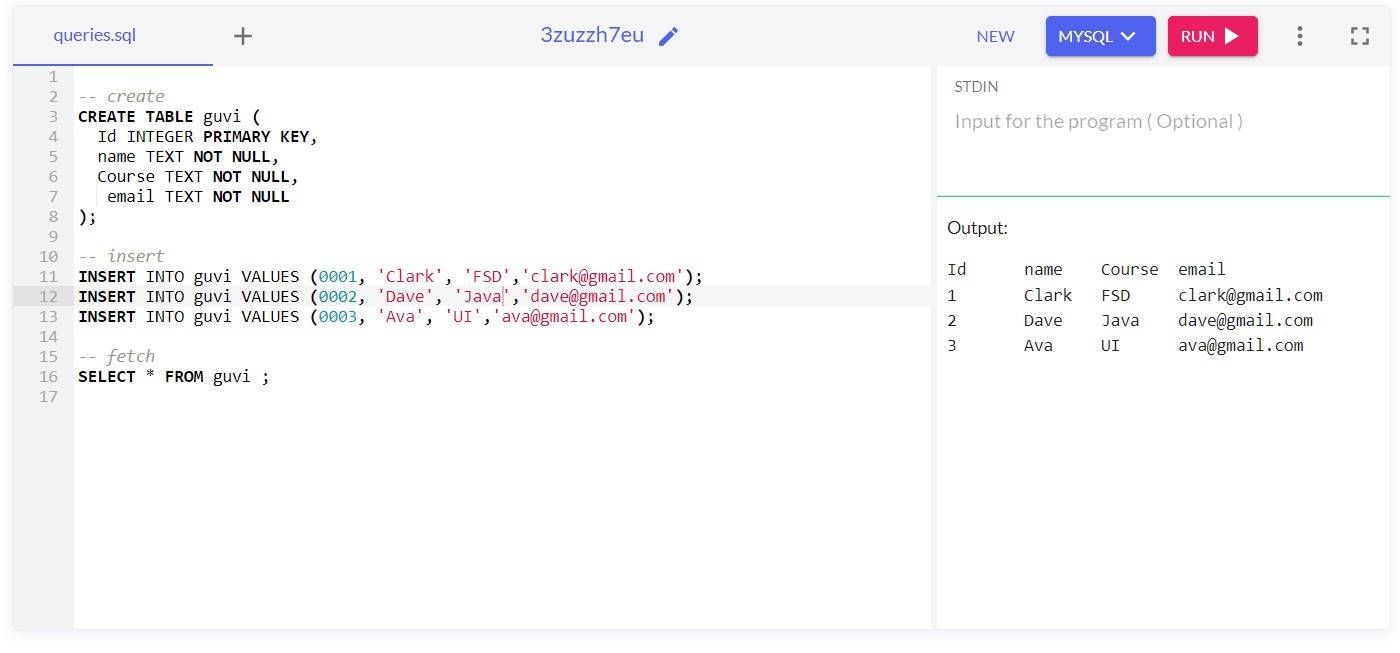 queries.sql + 3zuzzh7eu NEW MYSQL RUN
1
2 -- create
3 CREATE TABLE guvi (
4   Id INTEGER PRIMARY KEY,
5   name TEXT NOT NULL,
6   Course TEXT NOT NULL,
7    email TEXT NOT NULL
8 );
9
10 -- insert
11 INSERT INTO guvi VALUES (0001, 'Clark', 'FSD','clark@gmail.com');
12 INSERT INTO guvi VALUES (0002, 'Dave', 'Java','dave@gmail.com');
13 INSERT INTO guvi VALUES (0003, 'Ava', 'UI','ava@gmail.com');
14
15 -- fetch
16 SELECT * FROM guvi ;
17
STDIN
Input for the program ( Optional )
Output:
Id name Course email
1 Clark FSD clark@gmail.com
2 Dave Java dave@gmail.com
3 Ava UI ava@gmail.com